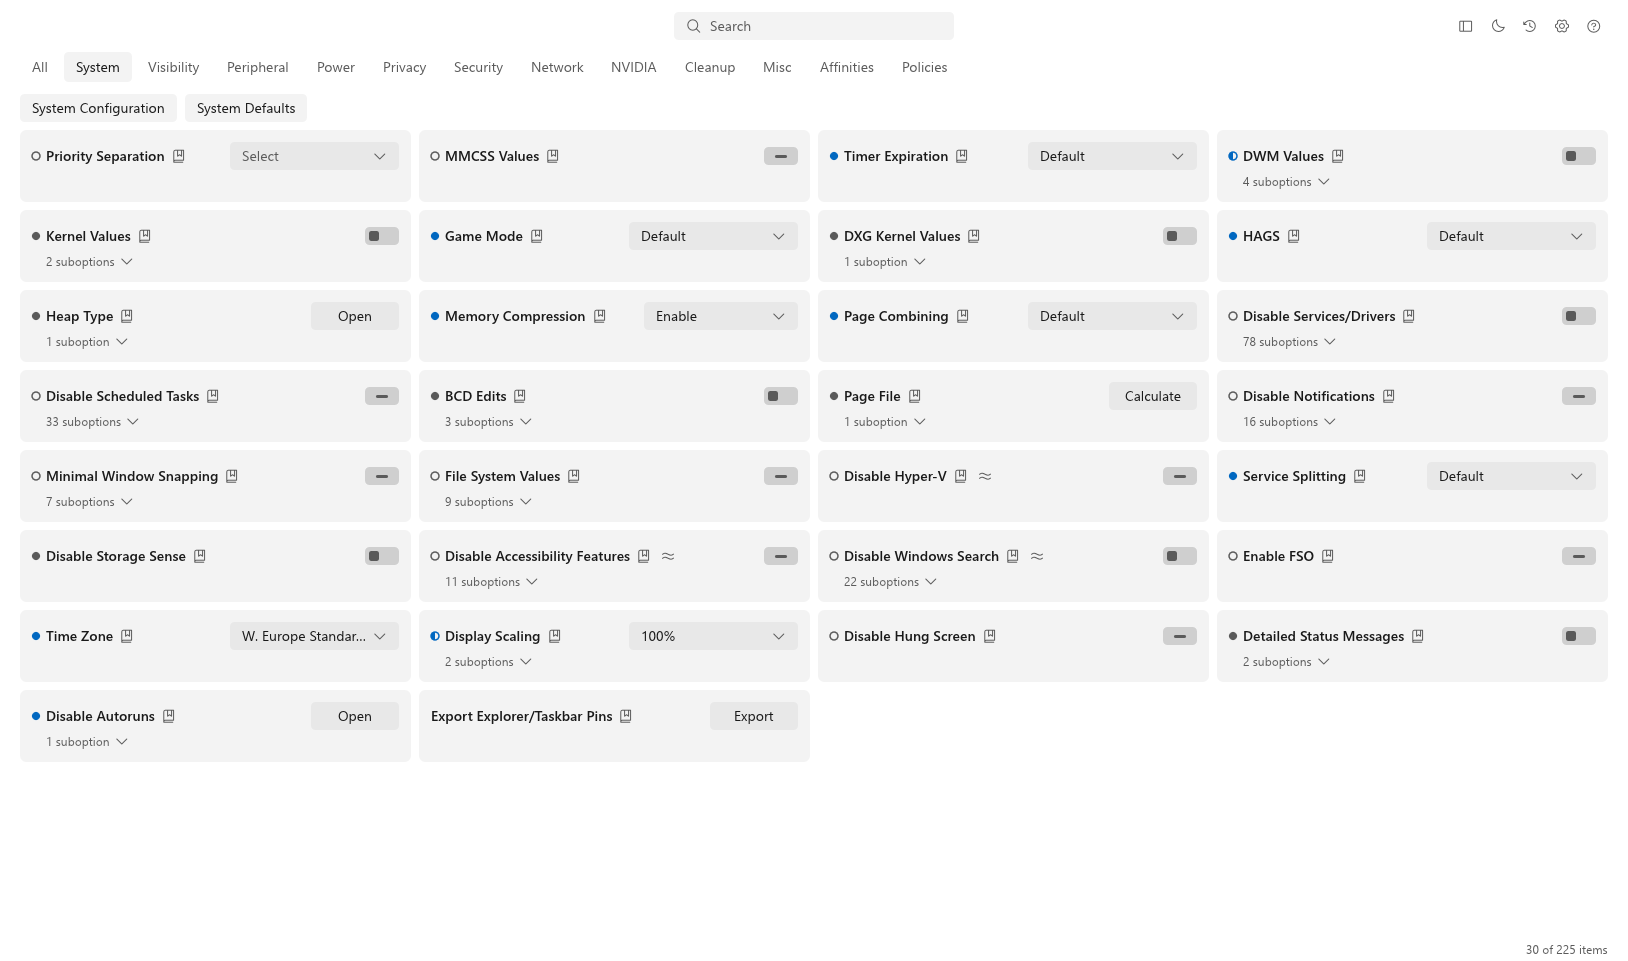 Search
All System Visibility Peripheral Power Privacy Security Network NVIDIA Cleanup Misc Affinities Policies
System Configuration System Defaults
Priority Separation Select
MMCSS Values
Timer Expiration Default
DWM Values
4 suboptions
Kernel Values
2 suboptions
Game Mode Default
DXG Kernel Values
1 suboption
HAGS Default
Heap Type Open
1 suboption
Memory Compression Enable
Page Combining Default
Disable Services/Drivers
78 suboptions
Disable Scheduled Tasks
33 suboptions
BCD Edits
3 suboptions
Page File Calculate
1 suboption
Disable Notifications
16 suboptions
Minimal Window Snapping
7 suboptions
File System Values
9 suboptions
Disable Hyper-V
Service Splitting Default
Disable Storage Sense
Disable Accessibility Features
11 suboptions
Disable Windows Search
22 suboptions
Enable FSO
Time Zone W. Europe Standar...
Display Scaling 100%
2 suboptions
Disable Hung Screen
Detailed Status Messages
2 suboptions
Disable Autoruns Open
1 suboption
Export Explorer/Taskbar Pins Export
30 of 225 items